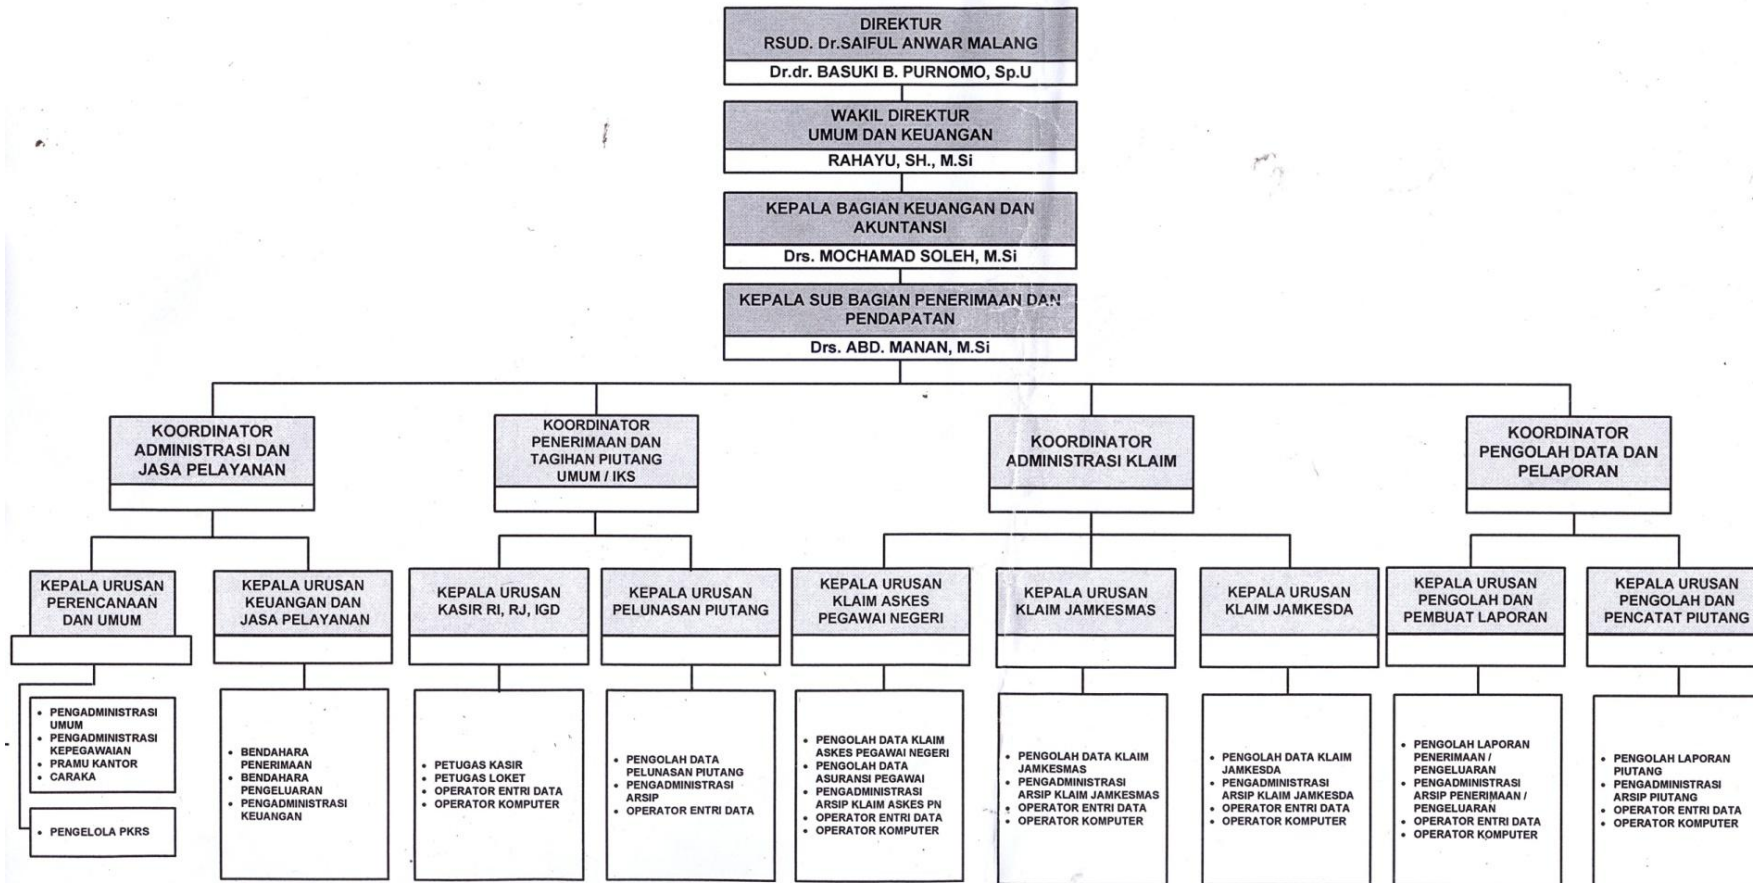 DIREKTUR
RSUD. Dr.SAIFUL ANWAR MALANG
Dr.dr. BASUKI B. PURNOMO, Sp.U
WAKIL DIREKTUR
UMUM DAN KEUANGAN
RAHAYU, SH., M.Si
KEPALA BAGIAN KEUANGAN DAN
AKUNTANSI
Drs. MOCHAMAD SOLEH, M.Si
KEPALA SUB BAGIAN PENERIMAAN DAN
PENDAPATAN
Drs. ABD. MANAN, M.Si
KOORDINATOR
ADMINISTRASI DAN
JASA PELAYANAN
KOORDINATOR
PENERIMAAN DAN
TAGIHAN PIUTANG
UMUM / IKS
KOORDINATOR
ADMINISTRASI KLAIM
KOORDINATOR
PENGOLAH DATA DAN
PELAPORAN
KEPALA URUSAN
PERENCANAAN
DAN UMUM
KEPALA URUSAN
KEUANGAN DAN
JASA PELAYANAN
KEPALA URUSAN
KASIR RI, RJ, IGD
KEPALA URUSAN
PELUNASAN PIUTANG
KEPALA URUSAN
KLAIM ASKES
PEGAWAI NEGERI
KEPALA URUSAN
KLAIM JAMKESMAS
KEPALA URUSAN
KLAIM JAMKESDA
KEPALA URUSAN
PENGOLAH DAN
PEMBUAT LAPORAN
KEPALA URUSAN
PENGOLAH DAN
PENCATAT PIUTANG
• PENGADMINISTRASI
UMUM
• PENGADMINISTRASI
KEPEGAWAIAN
• PRAMU KANTOR
• CARAKA
• PENGELOLA PKRS
• BENDAHARA
PENERIMAAN
• BENDAHARA
PENGELUARAN
• PENGADMINISTRASI
KEUANGAN
• PETUGAS KASIR
• PETUGAS LOKET
• OPERATOR ENTRI DATA
• OPERATOR KOMPUTER
• PENGOLAH DATA
PELUNASAN PIUTANG
• PENGADMINISTRASI
ARSIP
• OPERATOR ENTRI DATA
• PENGOLAH DATA KLAIM
ASKES PEGAWAI NEGERI
• PENGOLAH DATA
ASURANSI PEGAWAI
• PENGADMINISTRASI
ARSIP KLAIM ASKES PN
• OPERATOR ENTRI DATA
• OPERATOR KOMPUTER
• PENGOLAH DATA KLAIM
JAMKESMAS
• PENGADMINISTRASI
ARSIP KLAIM JAMKESMAS
• OPERATOR ENTRI DATA
• OPERATOR KOMPUTER
• PENGOLAH DATA KLAIM
JAMKESDA
• PENGADMINISTRASI
ARSIP KLAIM JAMKESDA
• OPERATOR ENTRI DATA
• OPERATOR KOMPUTER
• PENGOLAH LAPORAN
PENERIMAAN /
PENGELUARAN
• PENGADMINISTRASI
ARSIP PENERIMAAN /
PENGELUARAN
• OPERATOR ENTRI DATA
• OPERATOR KOMPUTER
• PENGOLAH LAPORAN
PIUTANG
• PENGADMINISTRASI
ARSIP PIUTANG
• OPERATOR ENTRI DATA
• OPERATOR KOMPUTER